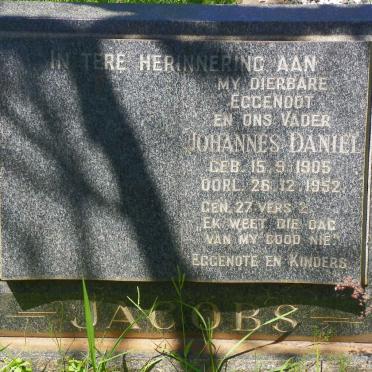 IN TERE HERINNERING AAN
MY DIERBARE
EGGENOOT
EN ONS VADER
JOHANNES DANIEL
GEB. 15.9.1905
OORL. 26.12.1952
GEN. 27 VERS 2
"EK WEET DIE DAG
VAN MY DOOD NIE"
EGGENOTE EN KINDERS.
JACOBS